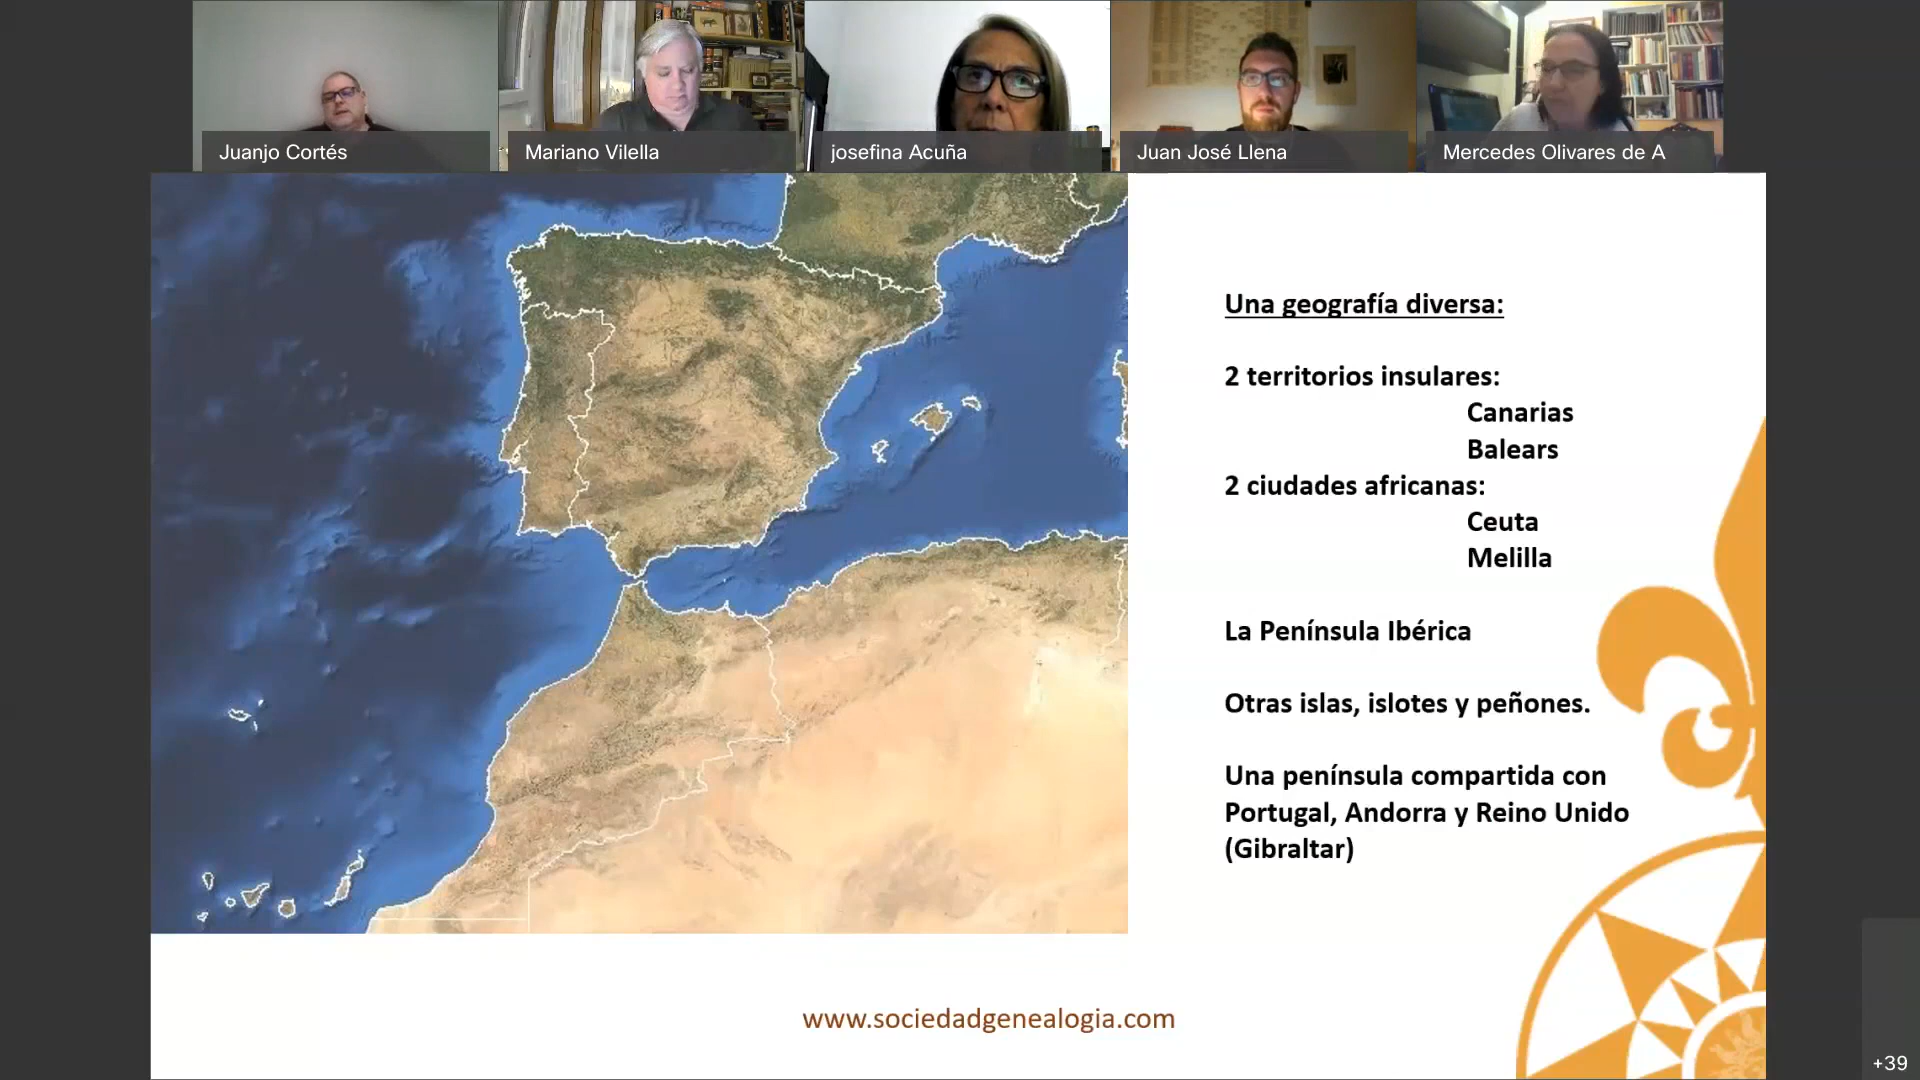 Juanjo Cortés
Mariano Vilella
josefina Acuña
Juan José Llena
Mercedes Olivares de A
Una geografía diversa:
2 territorios insulares:
Canarias
Balears
2 ciudades africanas:
Ceuta
Melilla
La Península Ibérica
Otras islas, islotes y peñones.
Una península compartida con
Portugal, Andorra y Reino Unido
(Gibraltar)
www.sociedadgenealogia.com
+39